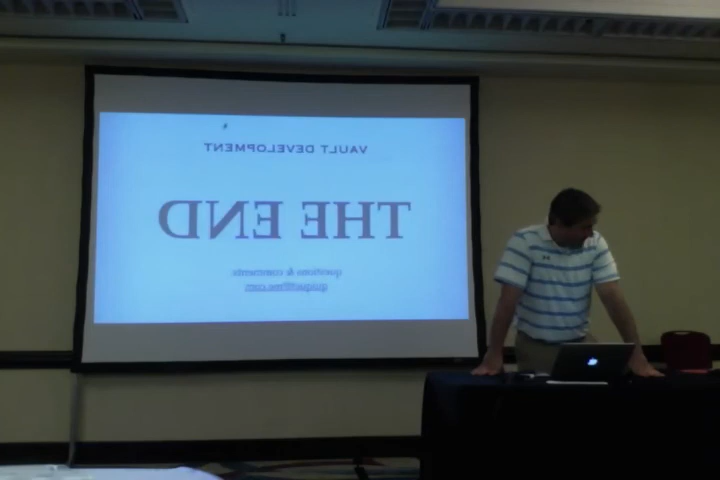 VAULT DEVELOPMENT
THE END
questions & comments